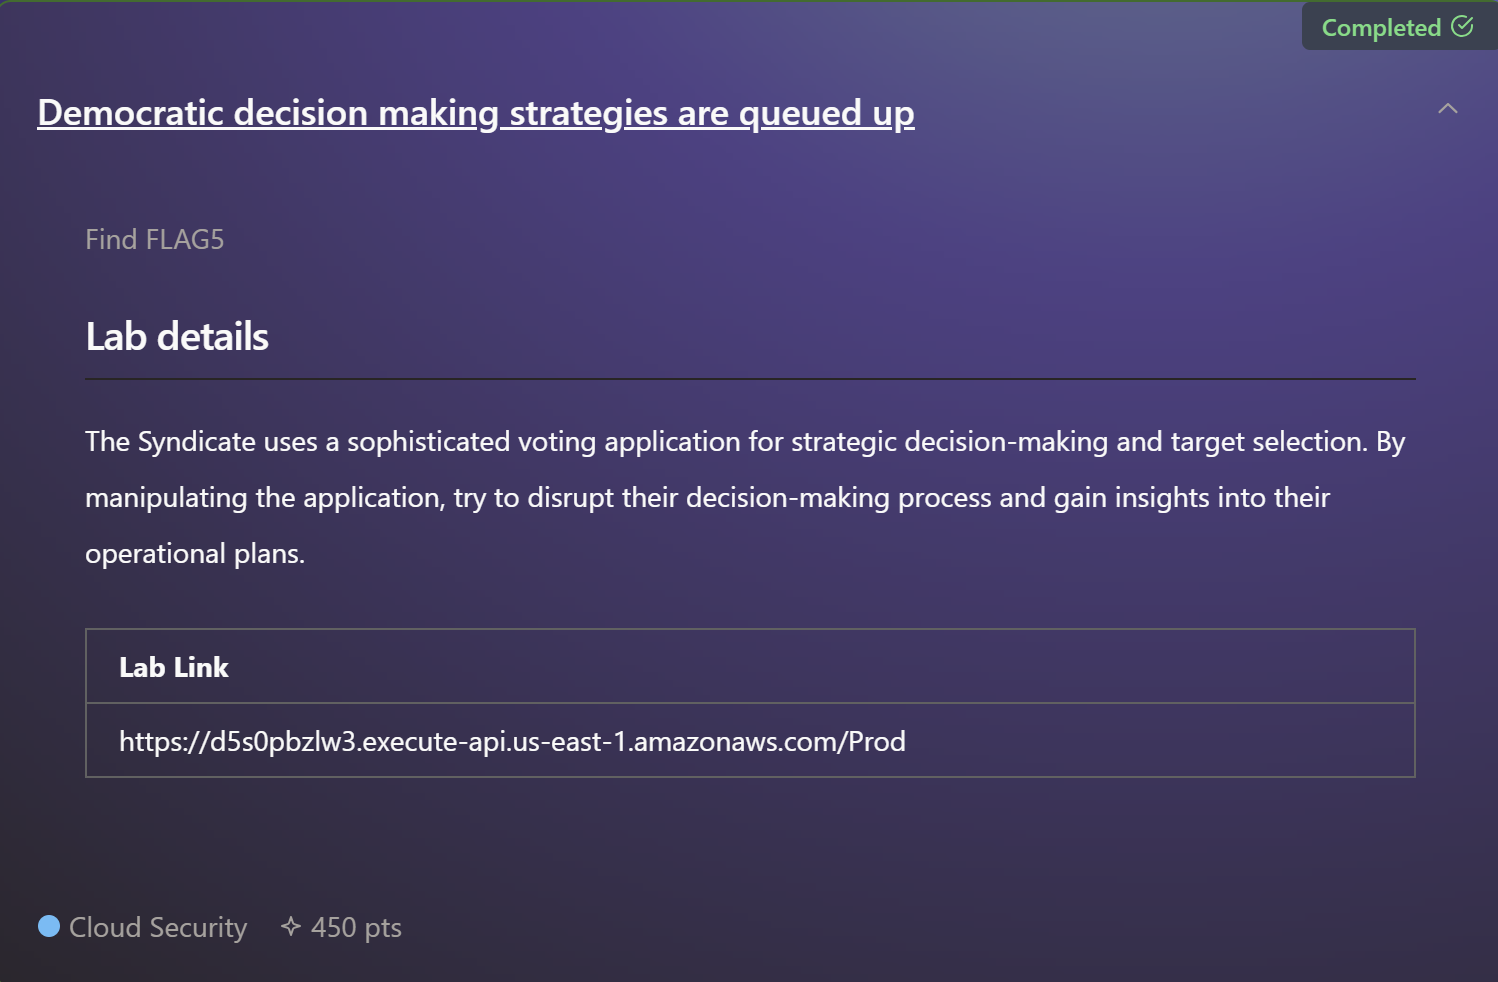 Completed
Democratic decision making strategies are queued up
Find FLAG5
Lab details
The Syndicate uses a sophisticated voting application for strategic decision-making and target selection. By
manipulating the application, try to disrupt their decision-making process and gain insights into their
operational plans.
Lab Link
https://d5s0pbzlw3.execute-api.us-east-1.amazonaws.com/Prod
Cloud Security 450 pts